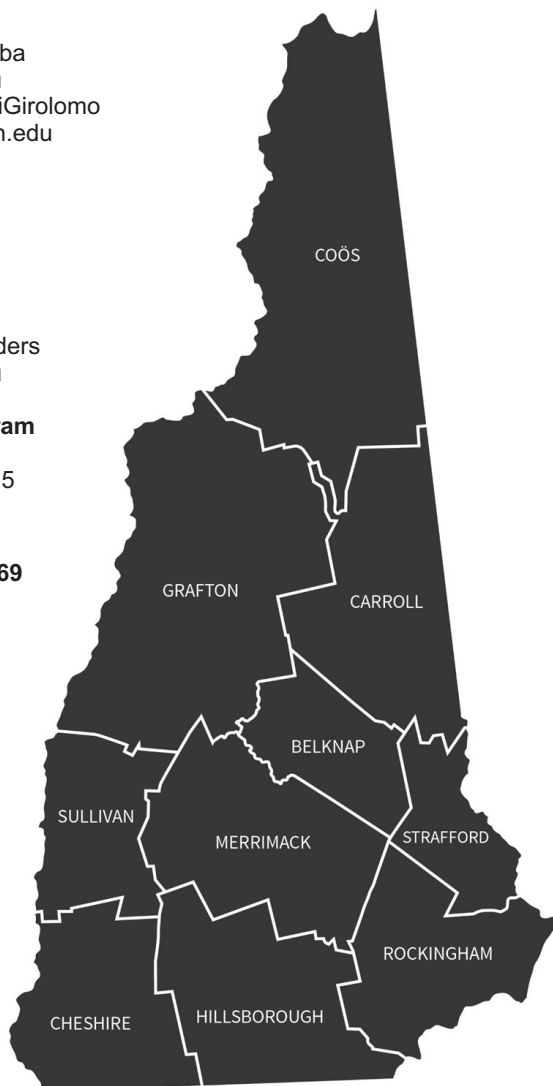 ba
iGirolomo
n.edu
COÖS
ders
am
5
69
GRAFTON
CARROLL
BELKNAP
SULLIVAN
MERRIMACK
STRAFFORD
ROCKINGHAM
CHESHIRE
HILLSBOROUGH